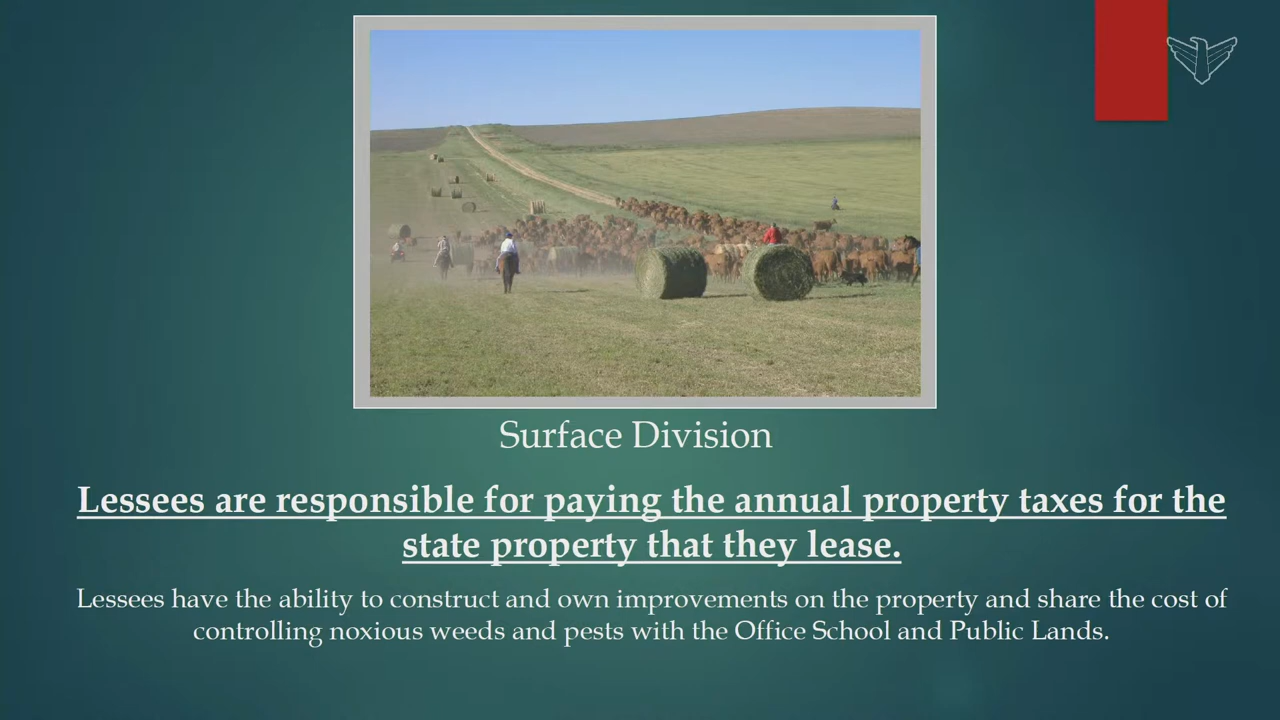 Surface Division
Lessees are responsible for paying the annual property taxes for the
state property that they lease.
Lessees have the ability to construct and own improvements on the property and share the cost of
controlling noxious weeds and pests with the Office School and Public Lands.